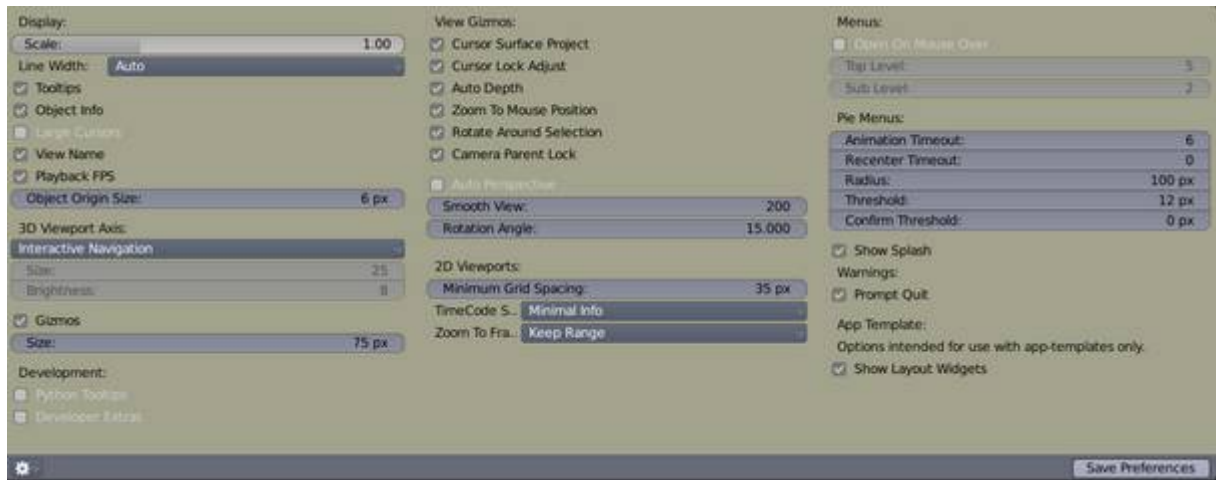 Display:
Scale: 1.00
Line Width: Auto
Tooltips
Object Info
Large Cursors
View Name
Playback FPS
Object Origin Size: 6 px
3D Viewport Axis:
Interactive Navigation
Size: 25
Brightness: 8
Gizmos
Size: 75 px
Development:
Python Tooltips
Developer Extras
View Gizmos:
Cursor Surface Project
Cursor Lock Adjust
Auto Depth
Zoom To Mouse Position
Rotate Around Selection
Camera Parent Lock
Auto Perspective
Smooth View: 200
Rotation Angle: 15.000
2D Viewports:
Minimum Grid Spacing: 35 px
TimeCode S.. Minimal Info
Zoom To Fra.. Keep Range
Menus:
Open On Mouse Over
Top Level: 5
Sub Level: 2
Pie Menus:
Animation Timeout: 6
Recenter Timeout: 0
Radius: 100 px
Threshold: 12 px
Confirm Threshold: 0 px
Show Splash
Warnings:
Prompt Quit
App Template:
Options intended for use with app-templates only.
Show Layout Widgets
Save Preferences